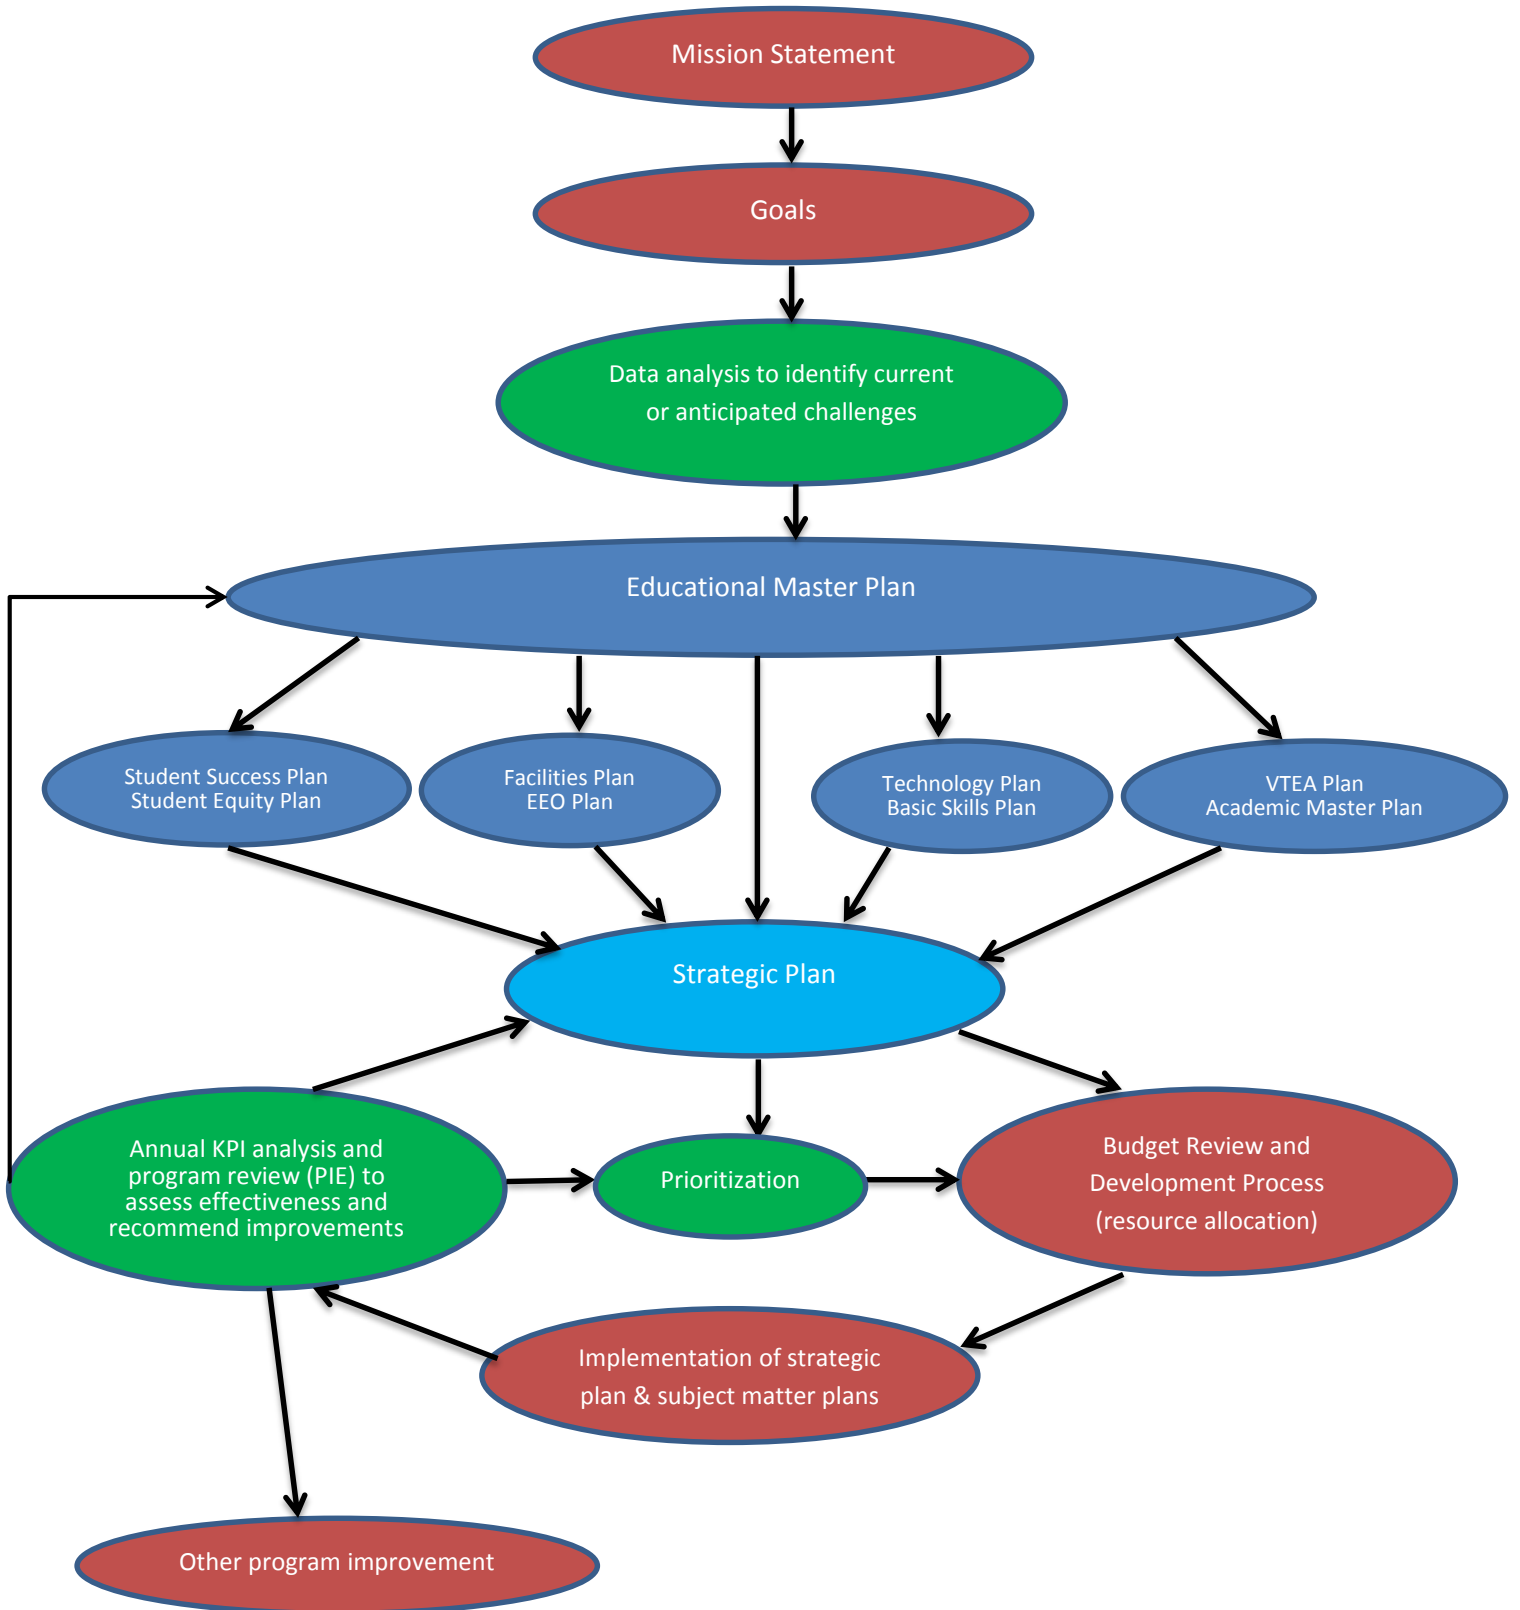 Mission Statement
Goals
Data analysis to identify current
or anticipated challenges
Educational Master Plan
Student Success Plan
Student Equity Plan
Facilities Plan
EEO Plan
Technology Plan
Basic Skills Plan
VTEA Plan
Academic Master Plan
Strategic Plan
Annual KPI analysis and
program review (PIE) to
assess effectiveness and
recommend improvements
Prioritization
Budget Review and
Development Process
(resource allocation)
Implementation of strategic
plan & subject matter plans
Other program improvement